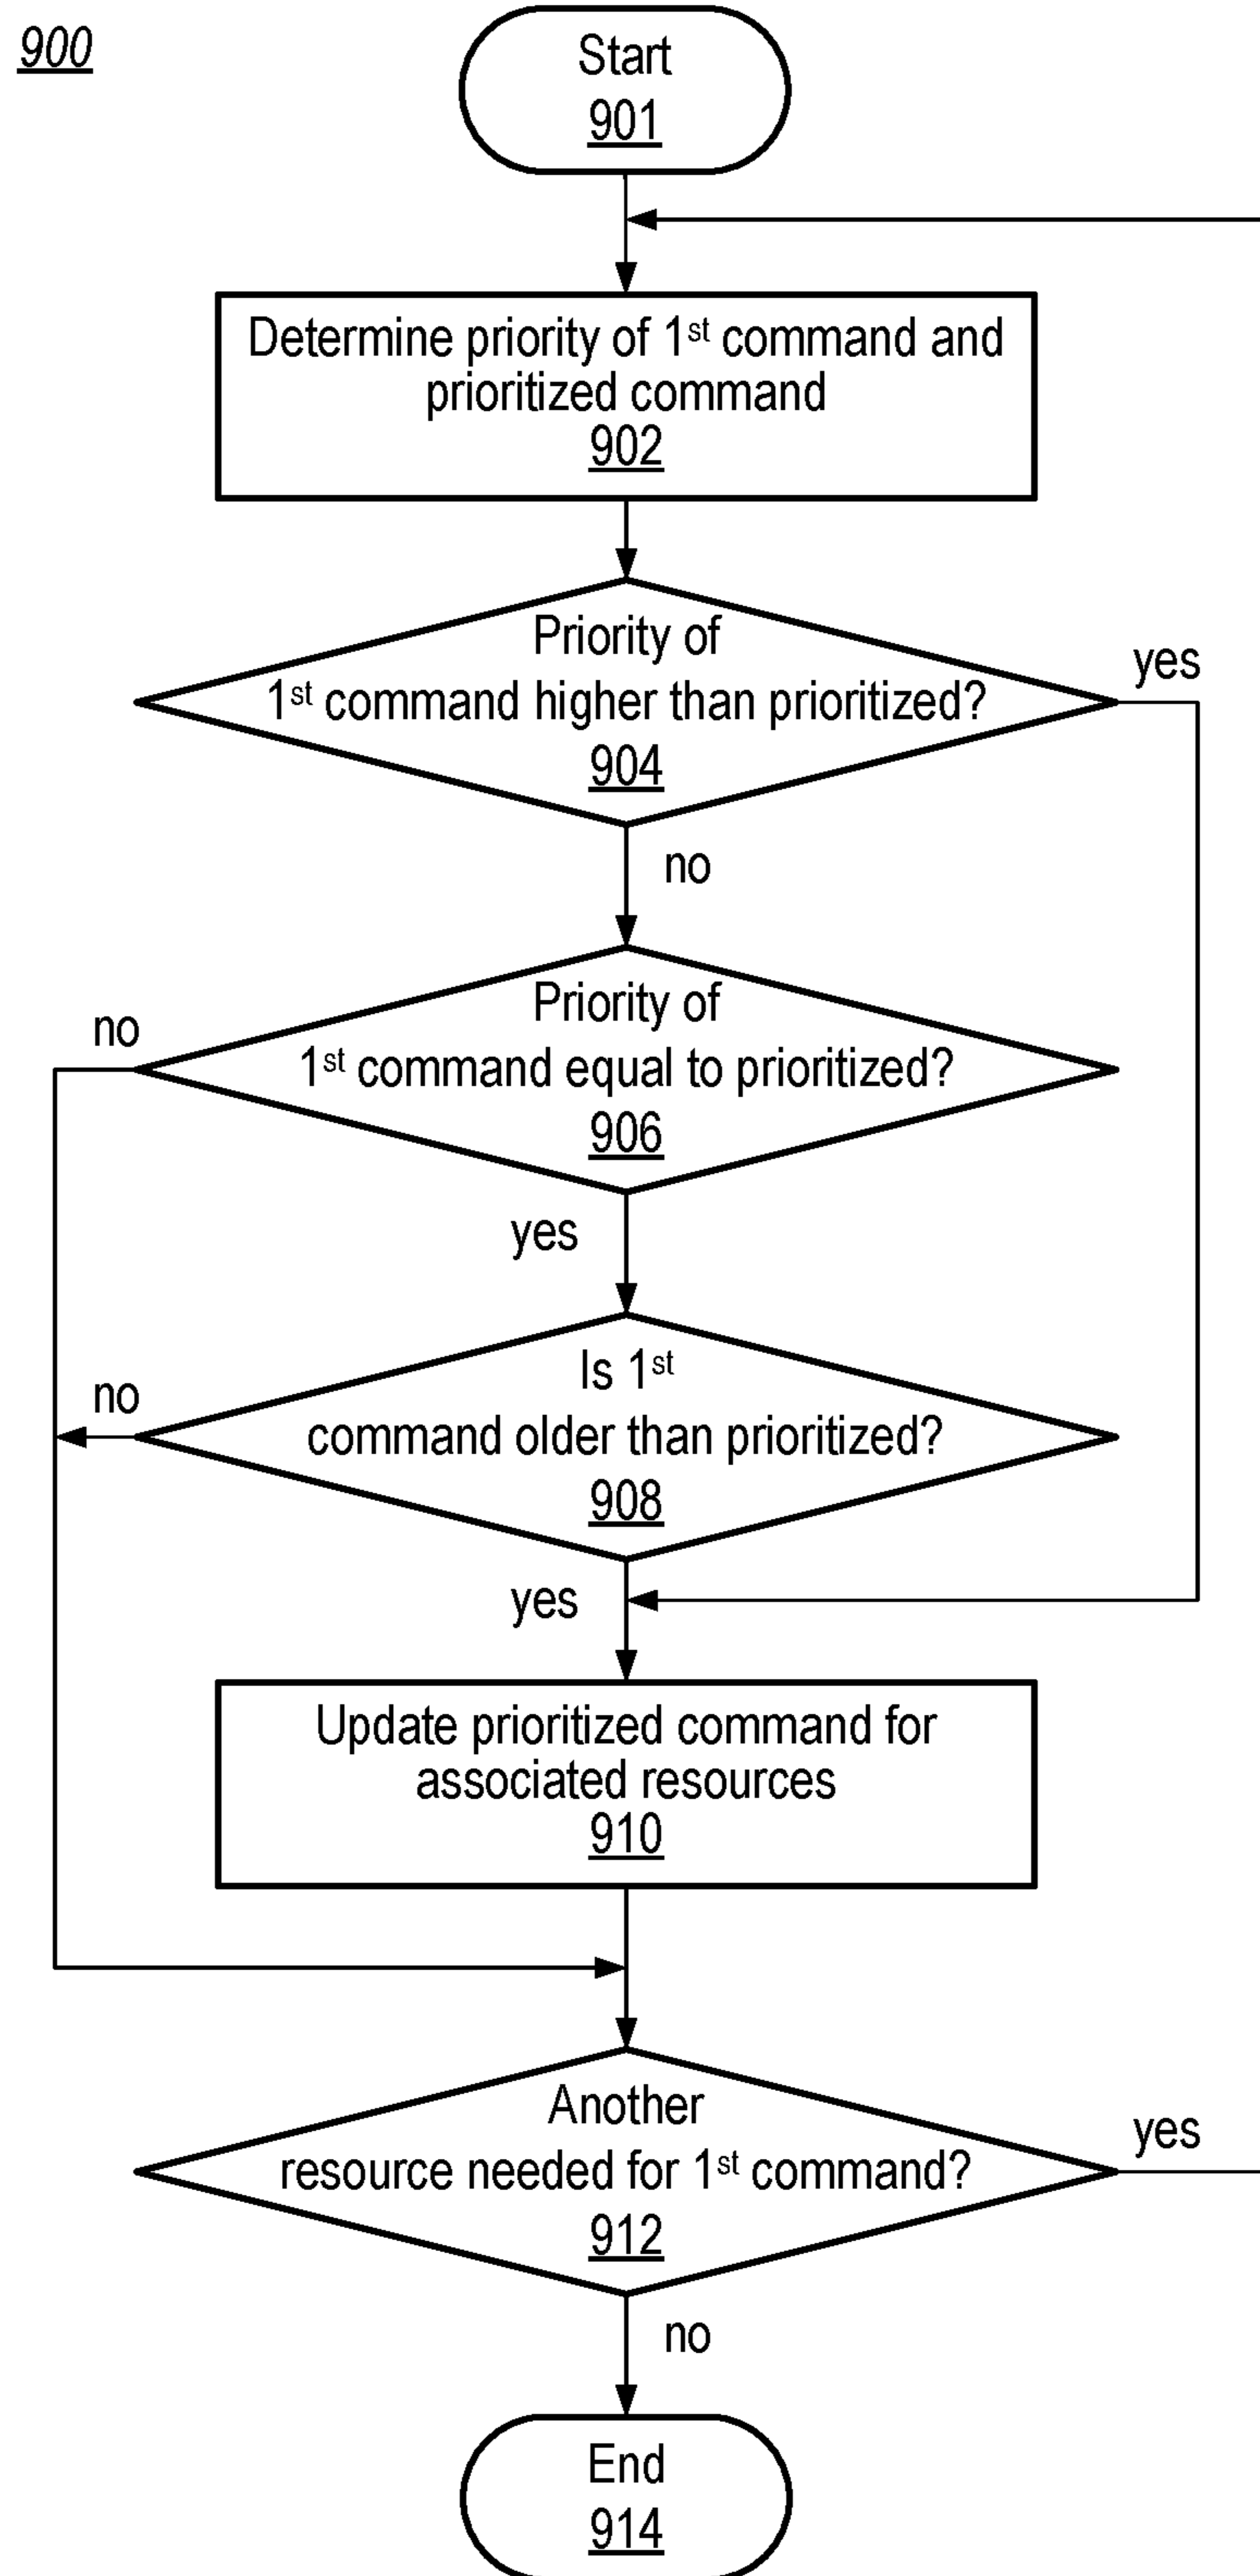 900
Start
901
Determine priority of 1st command and
prioritized command
902
Priority of
1st command higher than prioritized?
904
yes
no
Priority of
1st command equal to prioritized?
906
no
yes
Is 1st
command older than prioritized?
908
no
yes
Update prioritized command for
associated resources
910
Another
resource needed for 1st command?
912
yes
no
End
914